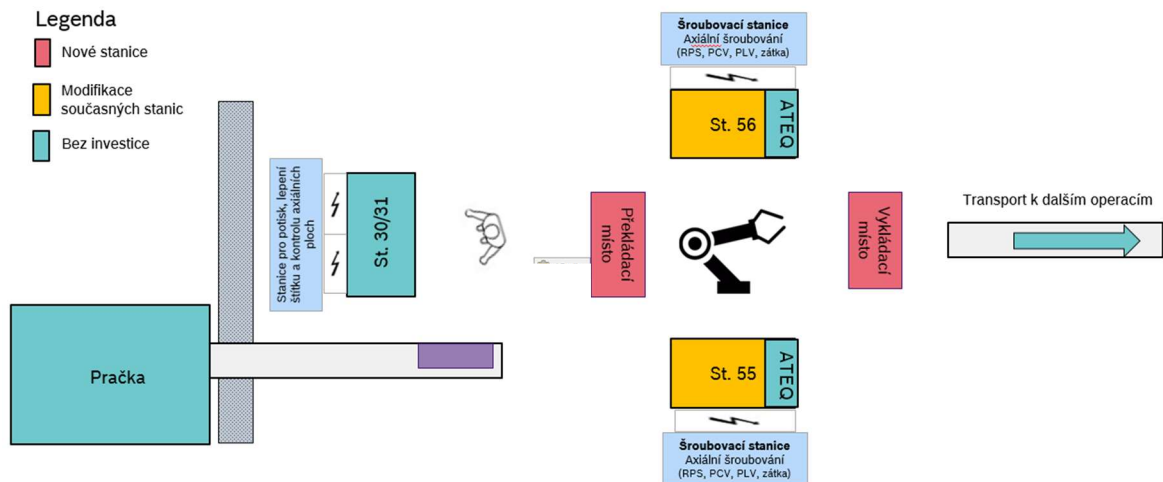 Legenda
Nové stanice
Modifikace
současných stanic
Bez investice
Šroubovací stanice
Axiální šroubování
(RPS, PCV, PLV, zátka)
St. 56
ATEQ
Stanice pro potisk, lepení
štítku a kontrolu axiálních
ploch
St. 30/31
Překládací
místo
Vykládací
místo
Transport k dalším operacím
Pračka
St. 55
ATEQ
Šroubovací stanice
Axiální šroubování
(RPS, PCV, PLV, zátka)